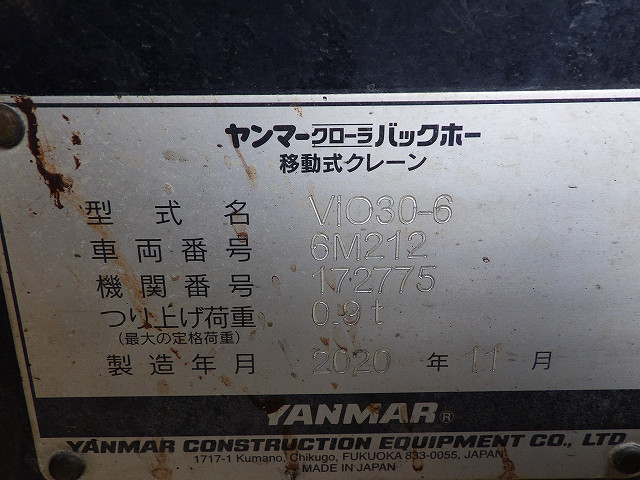 ヤンマークローラバックホー
移動式クレーン
型式名 VIO30-6
車両番号 6M212
機関番号 172775
つり上げ荷重 0.9t
(最大の定格荷重)
製造年月 2020 年 11 月
YANMAR®
YANMAR CONSTRUCTION EQUIPMENT CO., LTD.
1717-1 Kumano, Chikugo, FUKUOKA 833-0055, JAPAN
MADE IN JAPAN